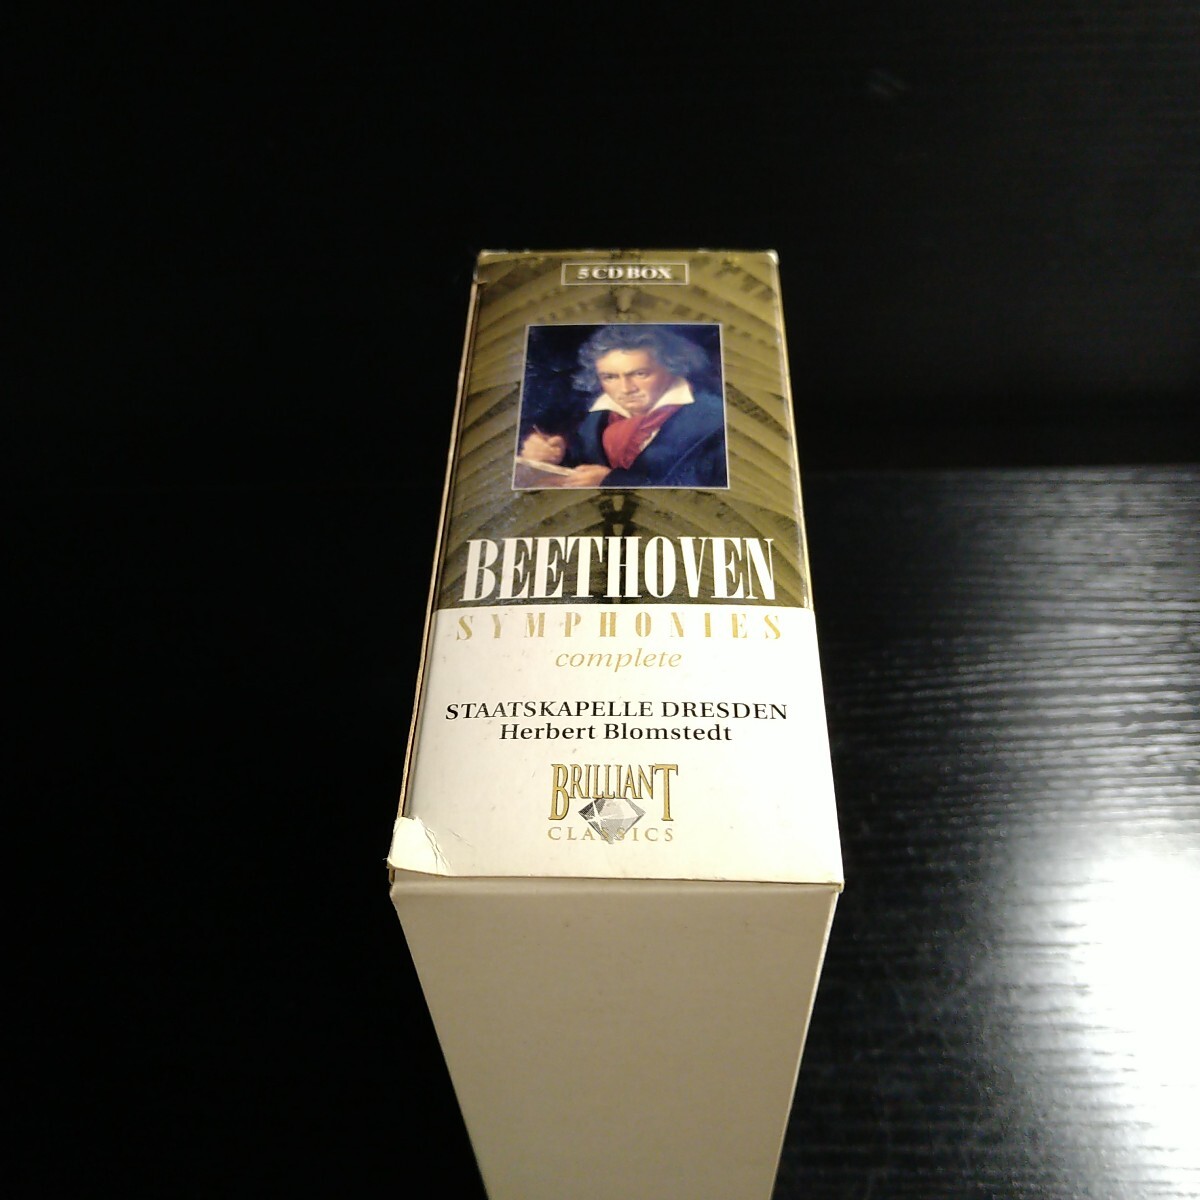 5 CD BOX
BEETHOVEN
SYMPHONIES
complete
STAATSKAPELLE DRESDEN
Herbert Blomstedt
BRILLIANT
CLASSICS